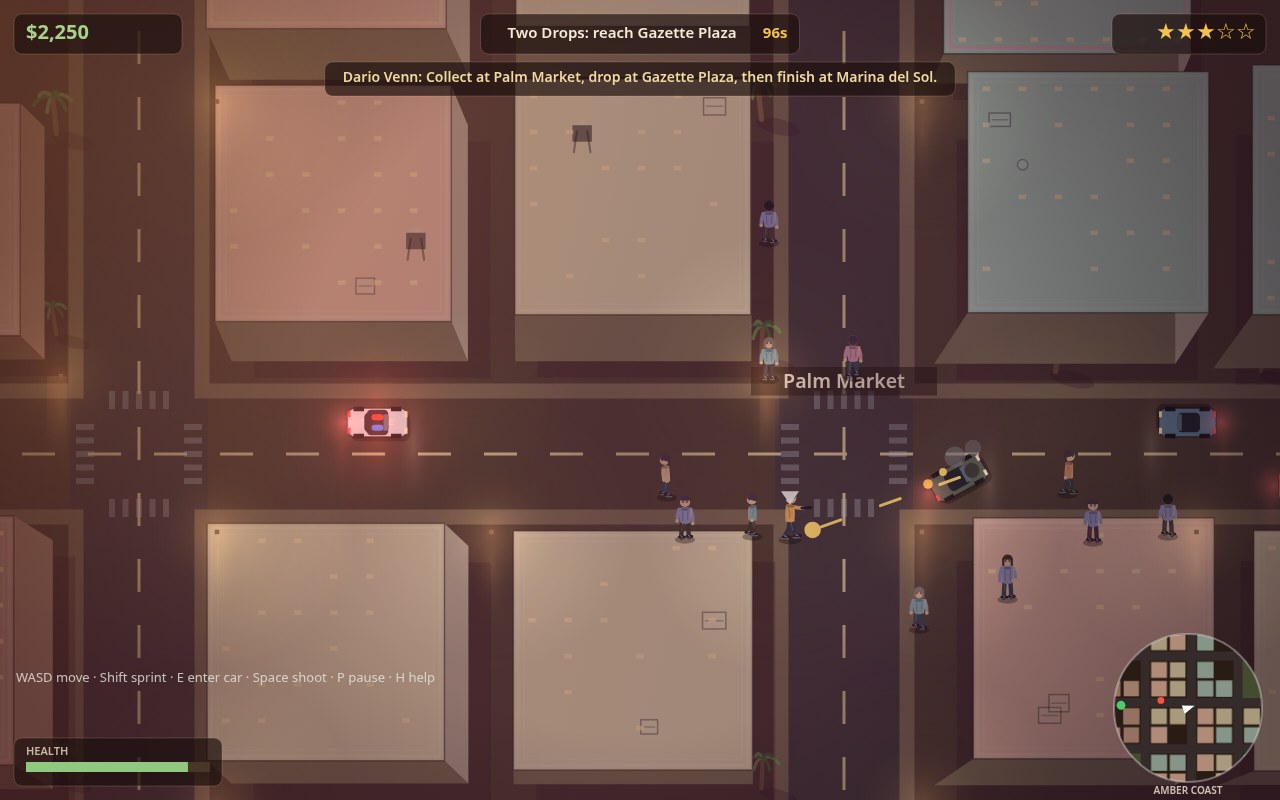 $2,250
Two Drops: reach Gazette Plaza 96s
★★★☆☆
Dario Venn: Collect at Palm Market, drop at Gazette Plaza, then finish at Marina del Sol.
Palm Market
WASD move · Shift sprint · E enter car · Space shoot · P pause · H help
HEALTH
AMBER COAST